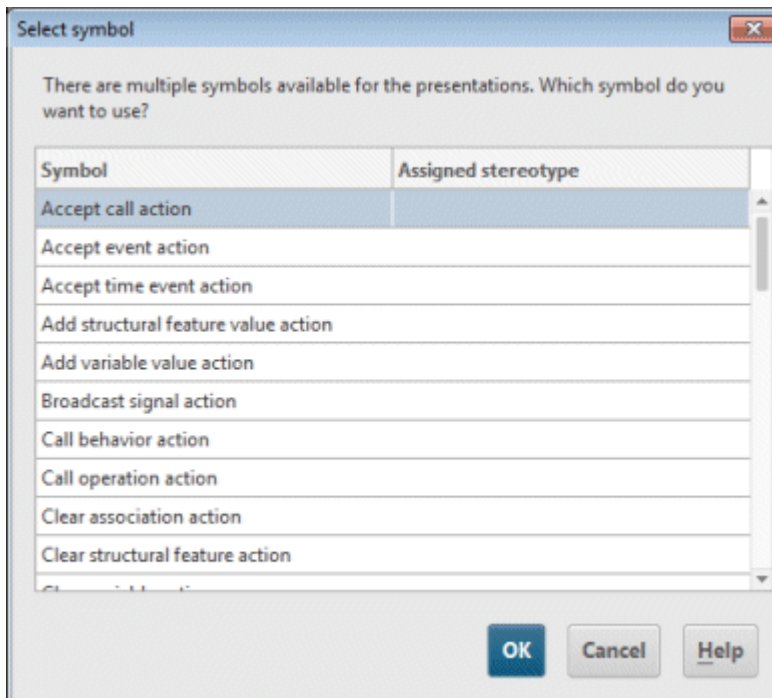 Select symbol
There are multiple symbols available for the presentations. Which symbol do you
want to use?
Symbol Assigned stereotype
Accept call action
Accept event action
Accept time event action
Add structural feature value action
Add variable value action
Broadcast signal action
Call behavior action
Call operation action
Clear association action
Clear structural feature action
OK Cancel Help